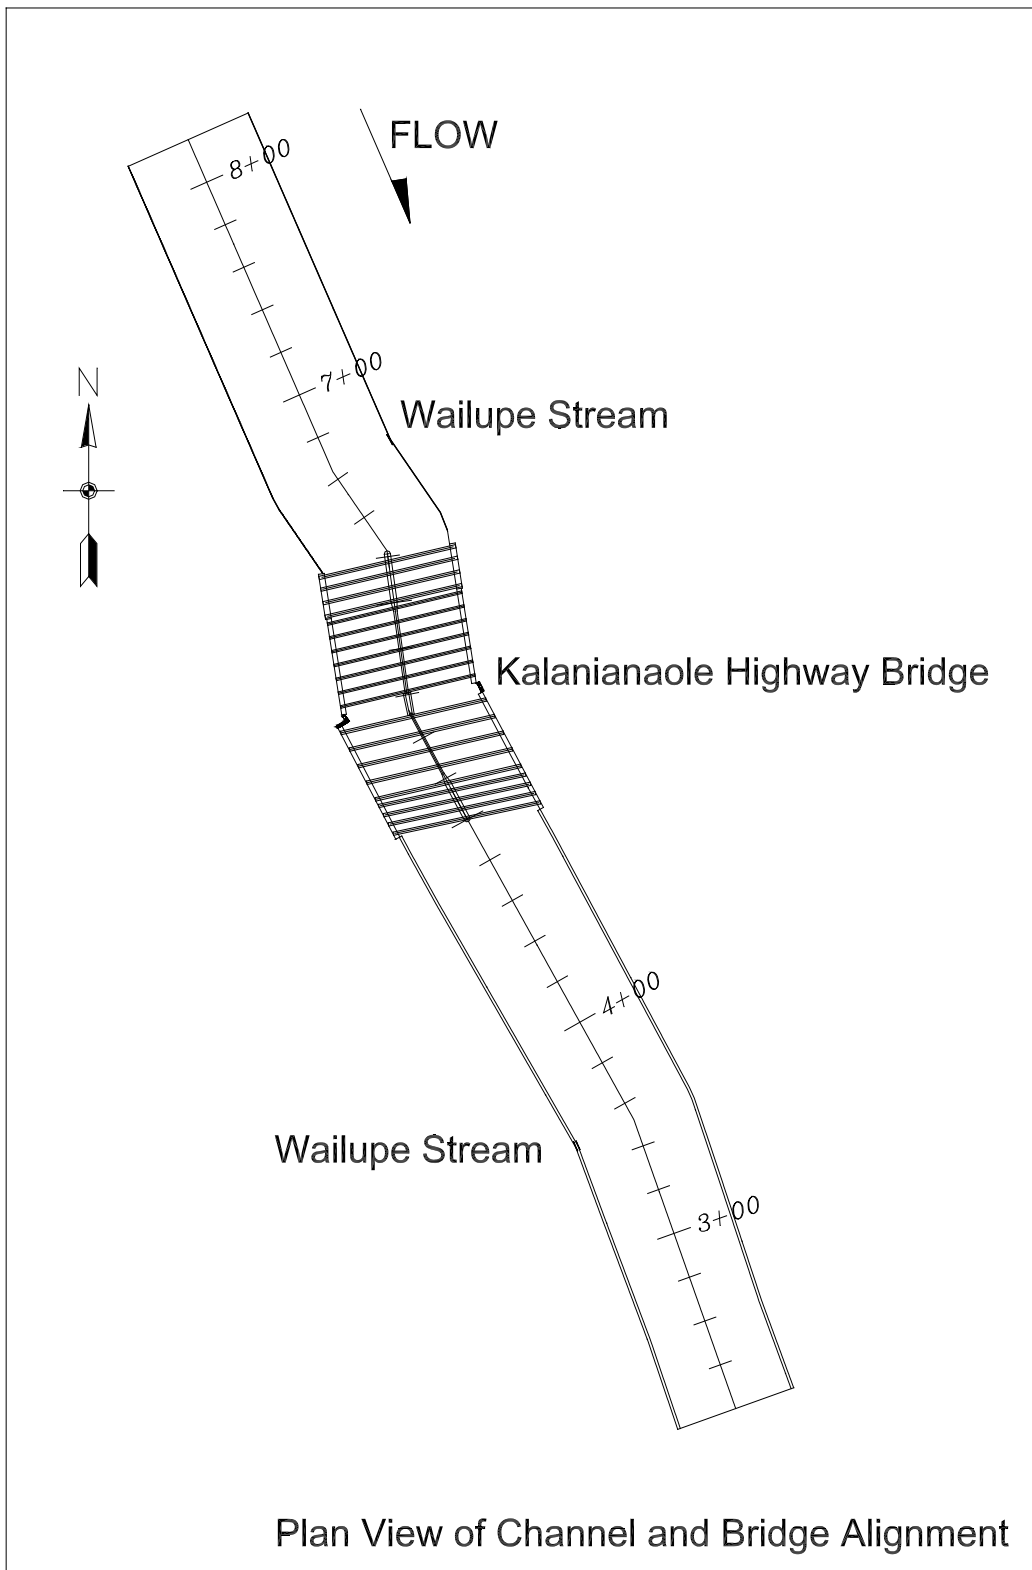 FLOW
8+00
7+00
N
Wailupe Stream
Kalanianaole Highway Bridge
4+00
Wailupe Stream
3+00
Plan View of Channel and Bridge Alignment